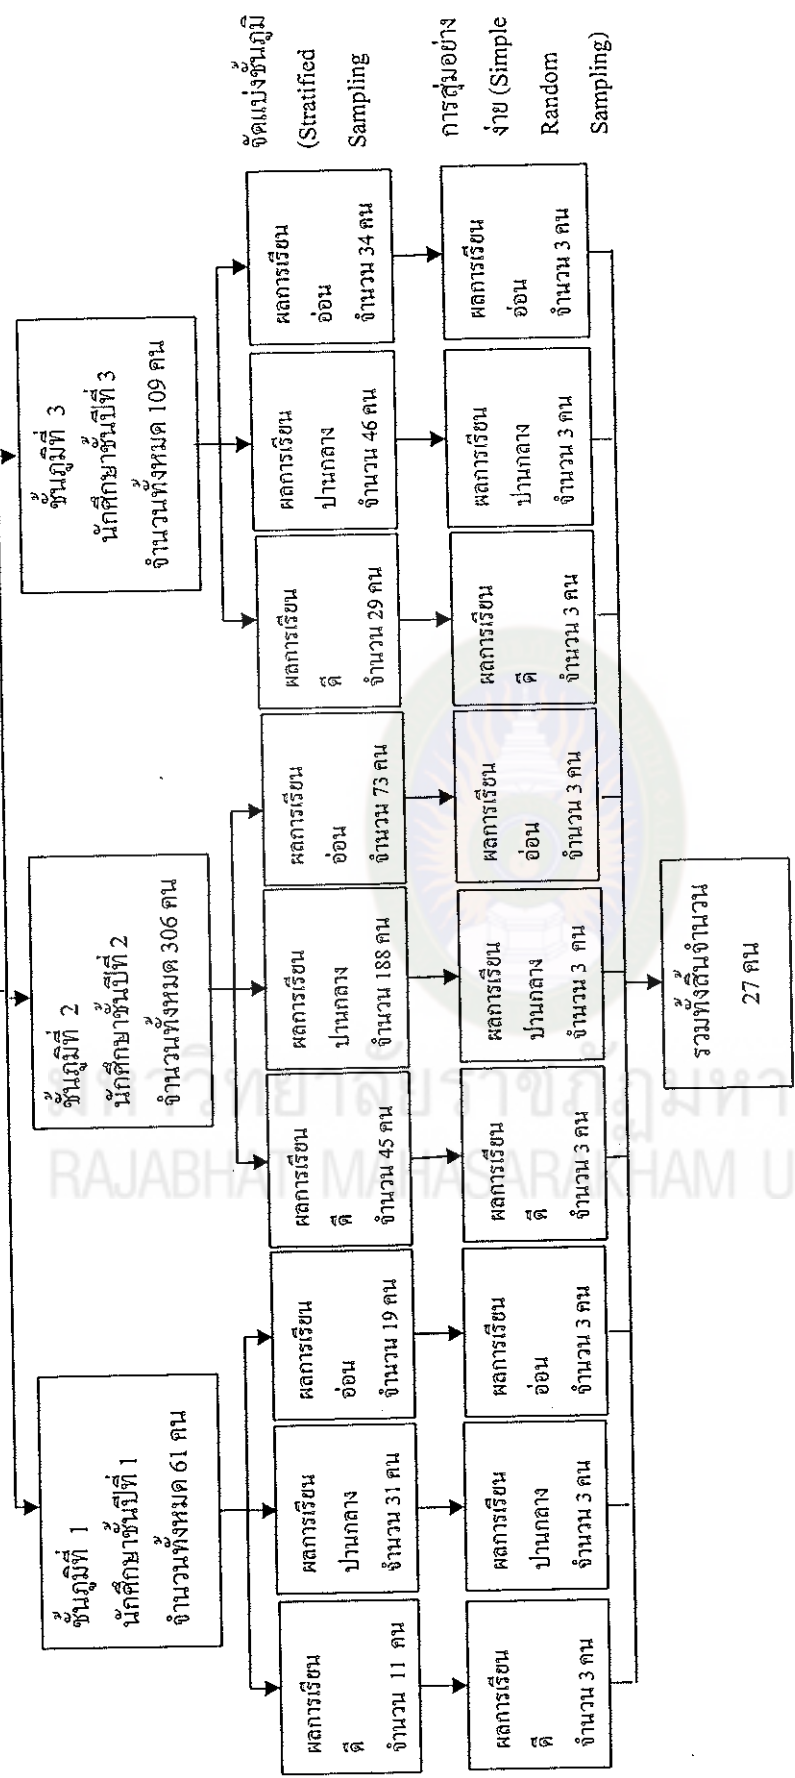 ชั้นภูมิที่ 1
นักศึกษาชั้นปีที่ 1
จำนวนทั้งหมด 61 คน
ชั้นภูมิที่ 2
นักศึกษาชั้นปีที่ 2
จำนวนทั้งหมด 306 คน
ชั้นภูมิที่ 3
นักศึกษาชั้นปีที่ 3
จำนวนทั้งหมด 109 คน
ผลการเรียน
ดี
จำนวน 11 คน
ผลการเรียน
ปานกลาง
จำนวน 31 คน
ผลการเรียน
อ่อน
จำนวน 19 คน
ผลการเรียน
ดี
จำนวน 45 คน
ผลการเรียน
ปานกลาง
จำนวน 188 คน
ผลการเรียน
อ่อน
จำนวน 73 คน
ผลการเรียน
ดี
จำนวน 29 คน
ผลการเรียน
ปานกลาง
จำนวน 46 คน
ผลการเรียน
อ่อน
จำนวน 34 คน
จัดแบ่งชั้นภูมิ
(Stratified
Sampling
ผลการเรียน
ดี
จำนวน 3 คน
ผลการเรียน
ปานกลาง
จำนวน 3 คน
ผลการเรียน
อ่อน
จำนวน 3 คน
ผลการเรียน
ดี
จำนวน 3 คน
ผลการเรียน
ปานกลาง
จำนวน 3 คน
ผลการเรียน
อ่อน
จำนวน 3 คน
ผลการเรียน
ดี
จำนวน 3 คน
ผลการเรียน
ปานกลาง
จำนวน 3 คน
ผลการเรียน
อ่อน
จำนวน 3 คน
การสุ่มอย่าง
ง่าย (Simple
Random
Sampling)
รวมทั้งสิ้นจำนวน
27 คน
มหาวิทยาลัยราชภัฏมหา
RAJABHAT MAHASARAKHAM U